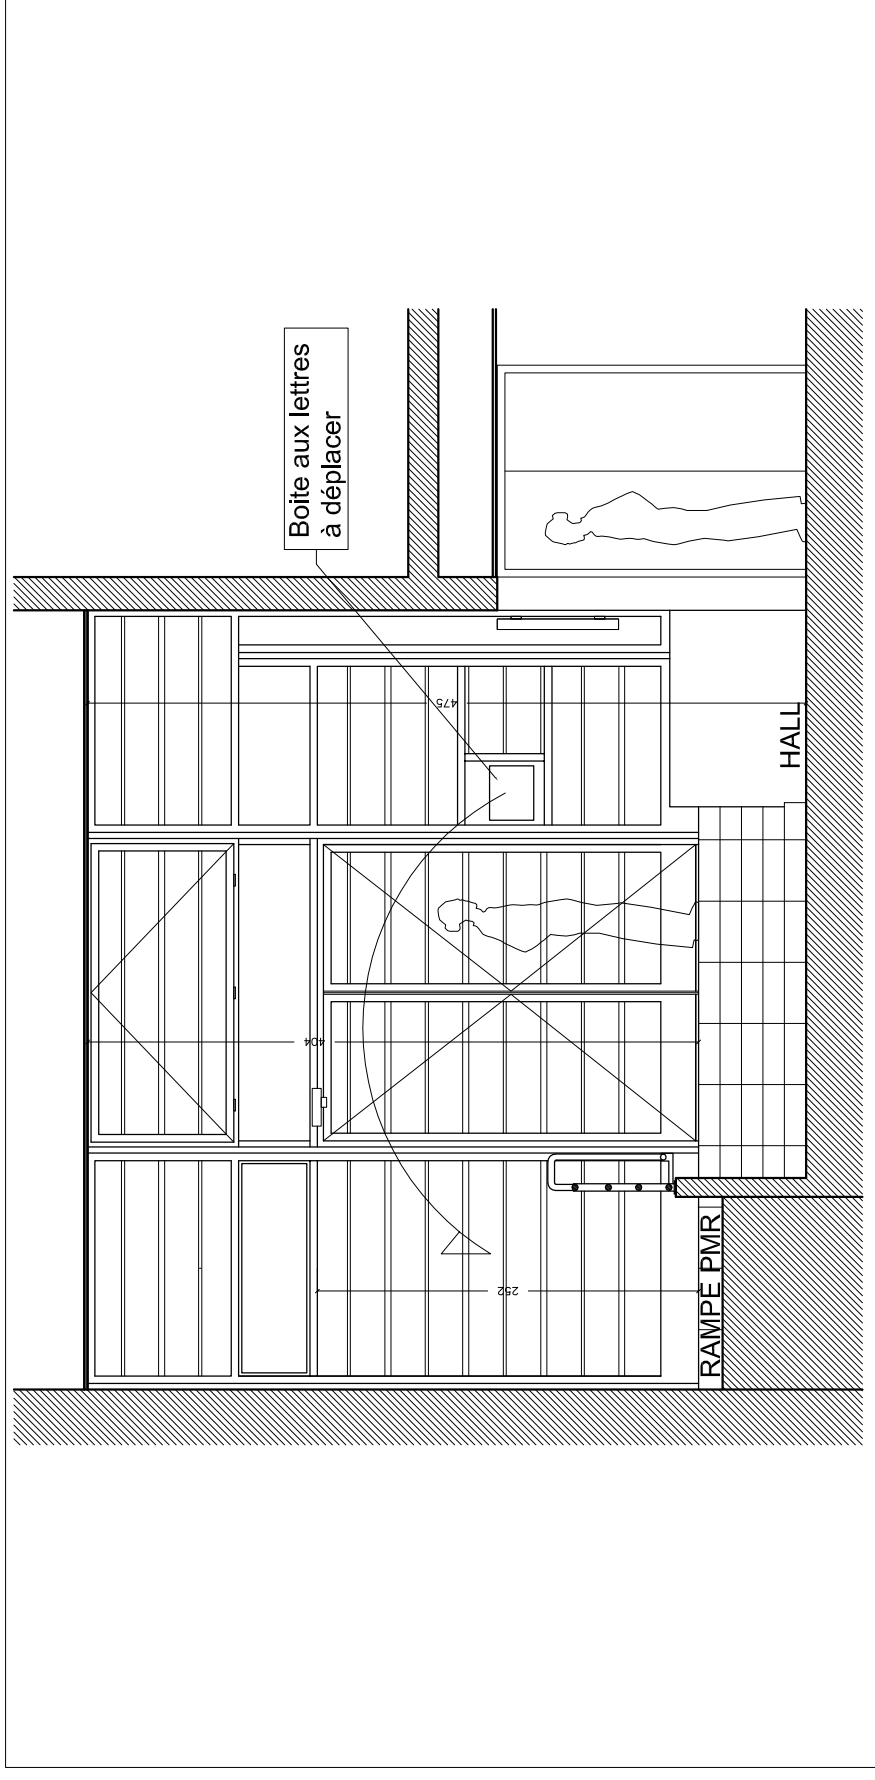 Boite aux lettres
à déplacer
475
404
252
HALL
RAMPE PMR